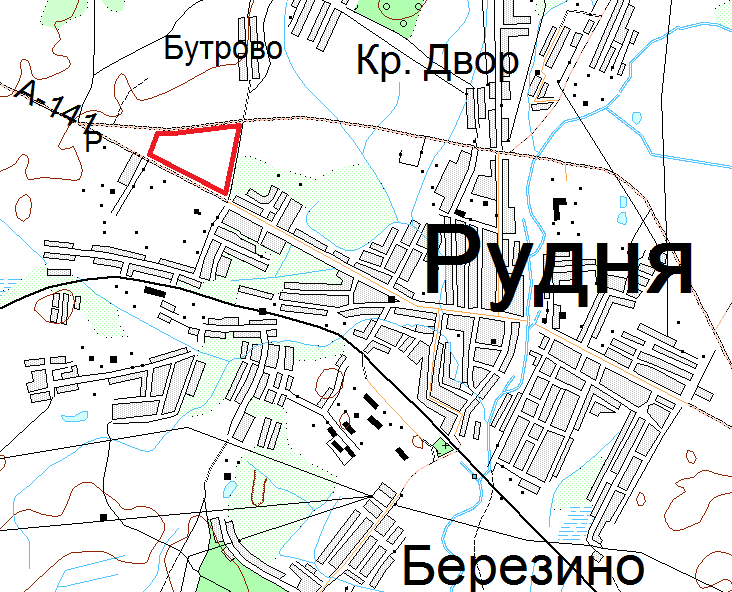 Бутрово
Кр. Двор
А-141
Р
Рудня
Березино